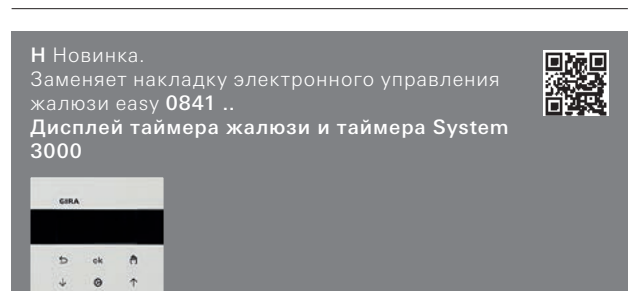 Н Новинка.
Заменяет накладку электронного управления
жалюзи easy 0841 ..
Дисплей таймера жалюзи и таймера System
3000
GIRA
ok